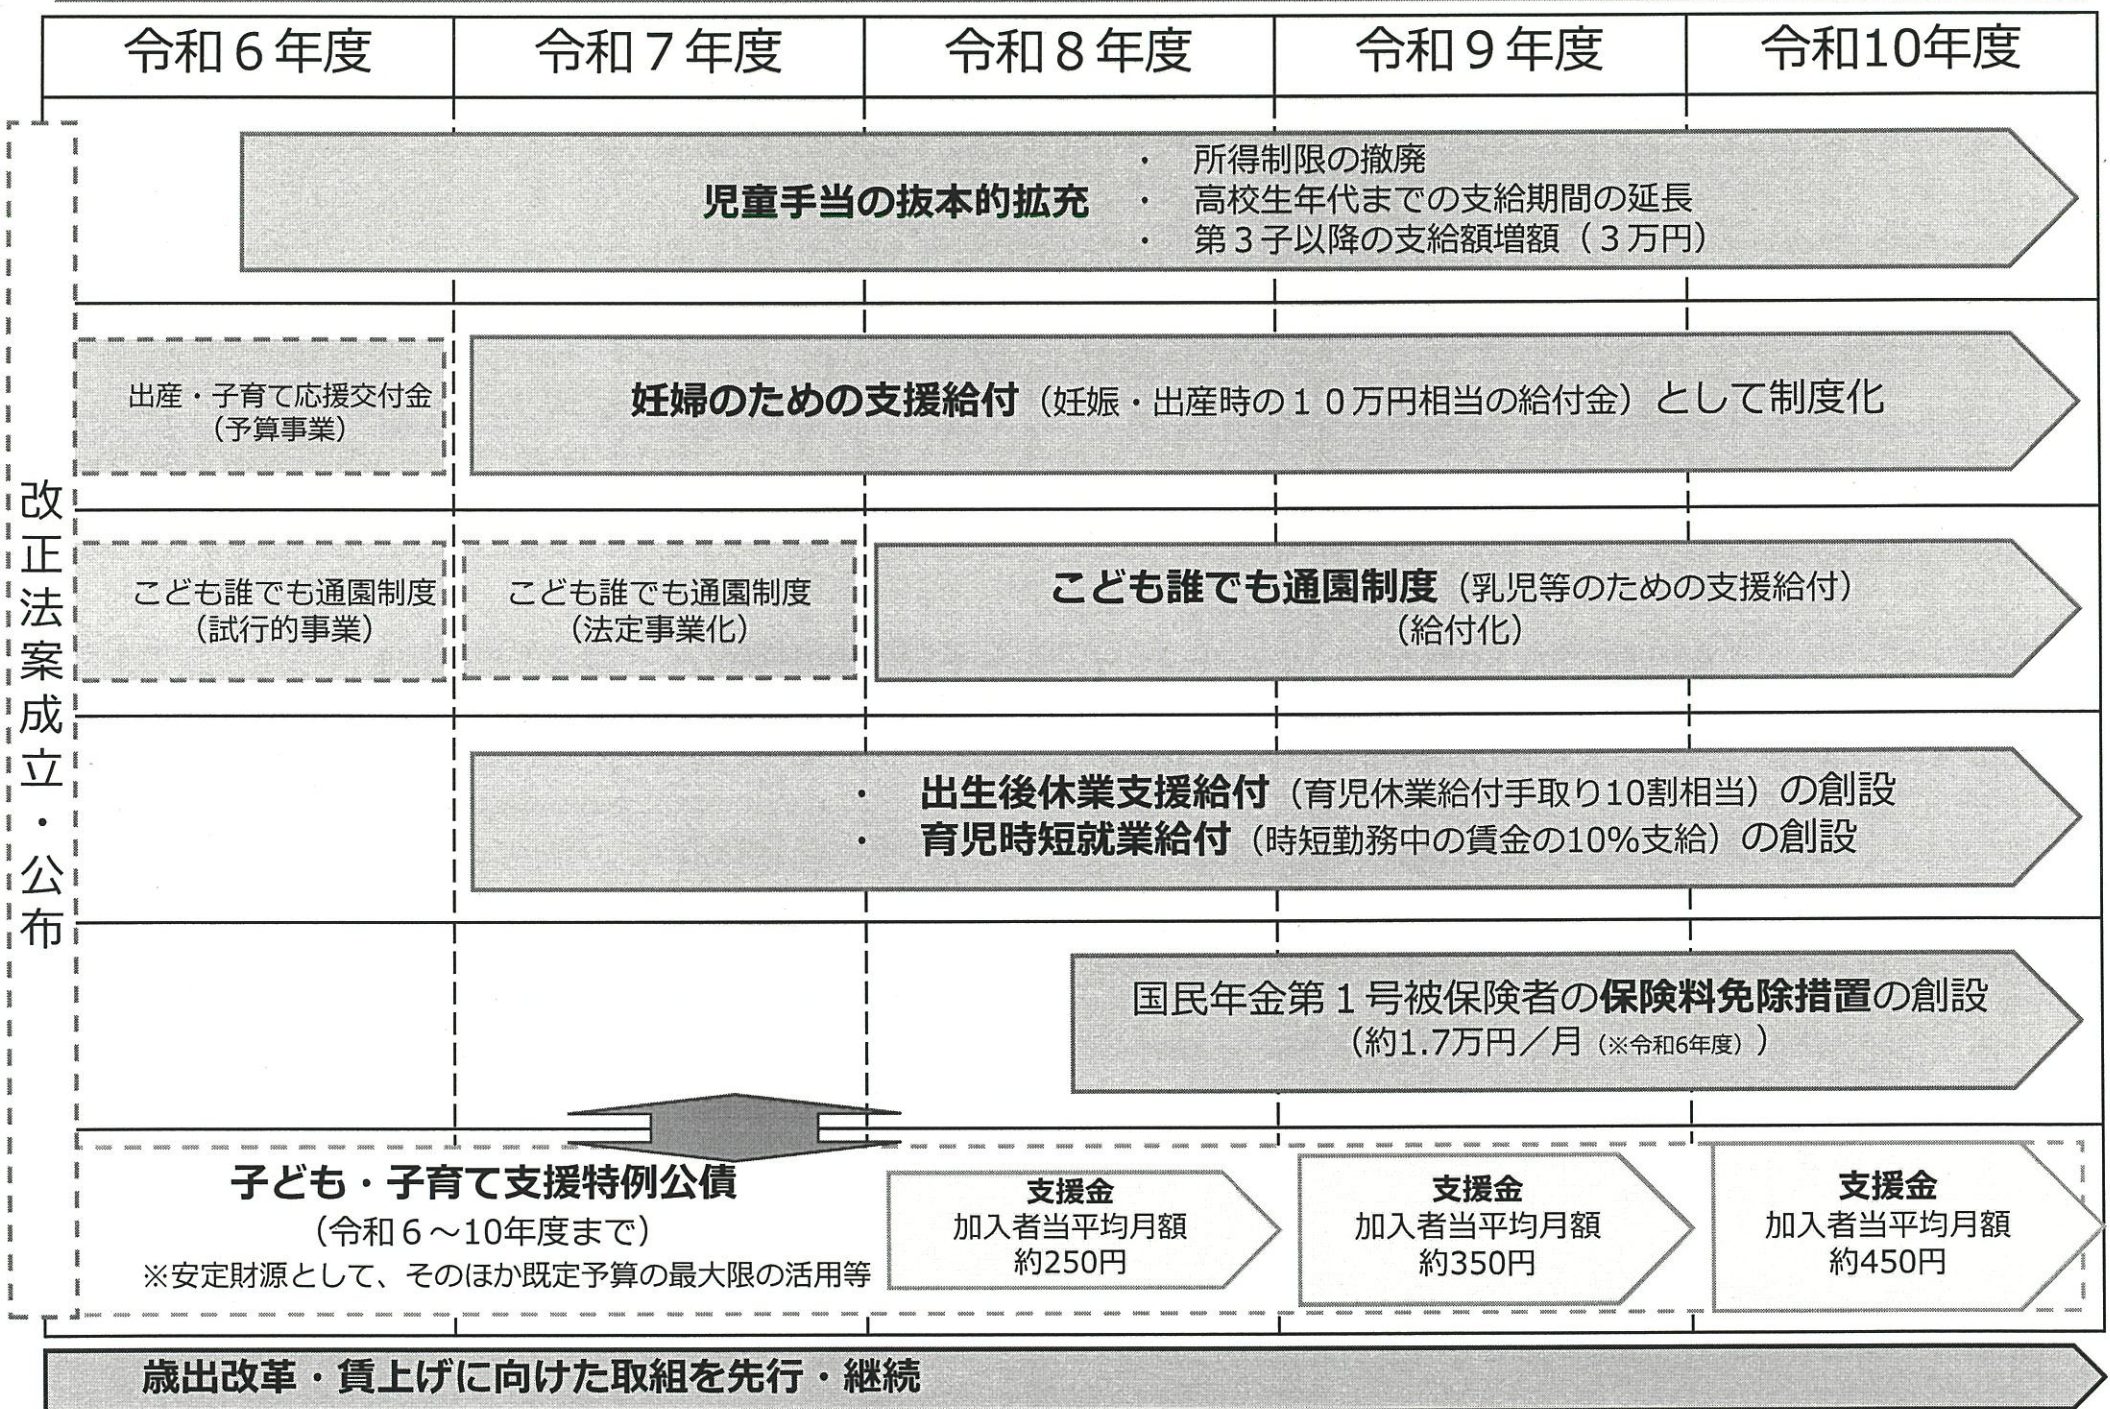 令和６年度
令和７年度
令和８年度
令和９年度
令和10年度
改正法案成立・公布
児童手当の抜本的拡充
・ 所得制限の撤廃
・ 高校生年代までの支給期間の延長
・ 第３子以降の支給額増額（３万円）
出産・子育て応援交付金
（予算事業）
妊婦のための支援給付（妊娠・出産時の１０万円相当の給付金）として制度化
こども誰でも通園制度
（試行的事業）
こども誰でも通園制度
（法定事業化）
こども誰でも通園制度（乳児等のための支援給付）
（給付化）
・ 出生後休業支援給付（育児休業給付手取り10割相当）の創設
・ 育児時短就業給付（時短勤務中の賃金の10％支給）の創設
国民年金第１号被保険者の保険料免除措置の創設
（約1.7万円／月（※令和6年度））
子ども・子育て支援特例公債
（令和６～10年度まで）
※安定財源として、そのほか既定予算の最大限の活用等
支援金
加入者当平均月額
約250円
支援金
加入者当平均月額
約350円
支援金
加入者当平均月額
約450円
歳出改革・賃上げに向けた取組を先行・継続